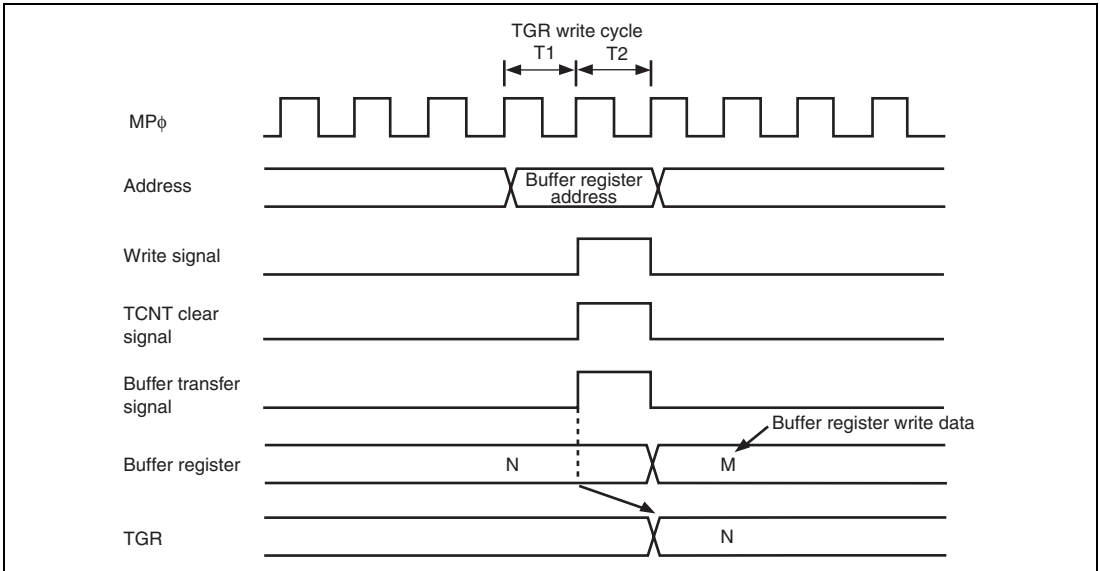 TGR write cycle
T1 T2
MPϕ
Address
Buffer register
address
Write signal
TCNT clear
signal
Buffer transfer
signal
Buffer register write data
Buffer register
N M
TGR
N